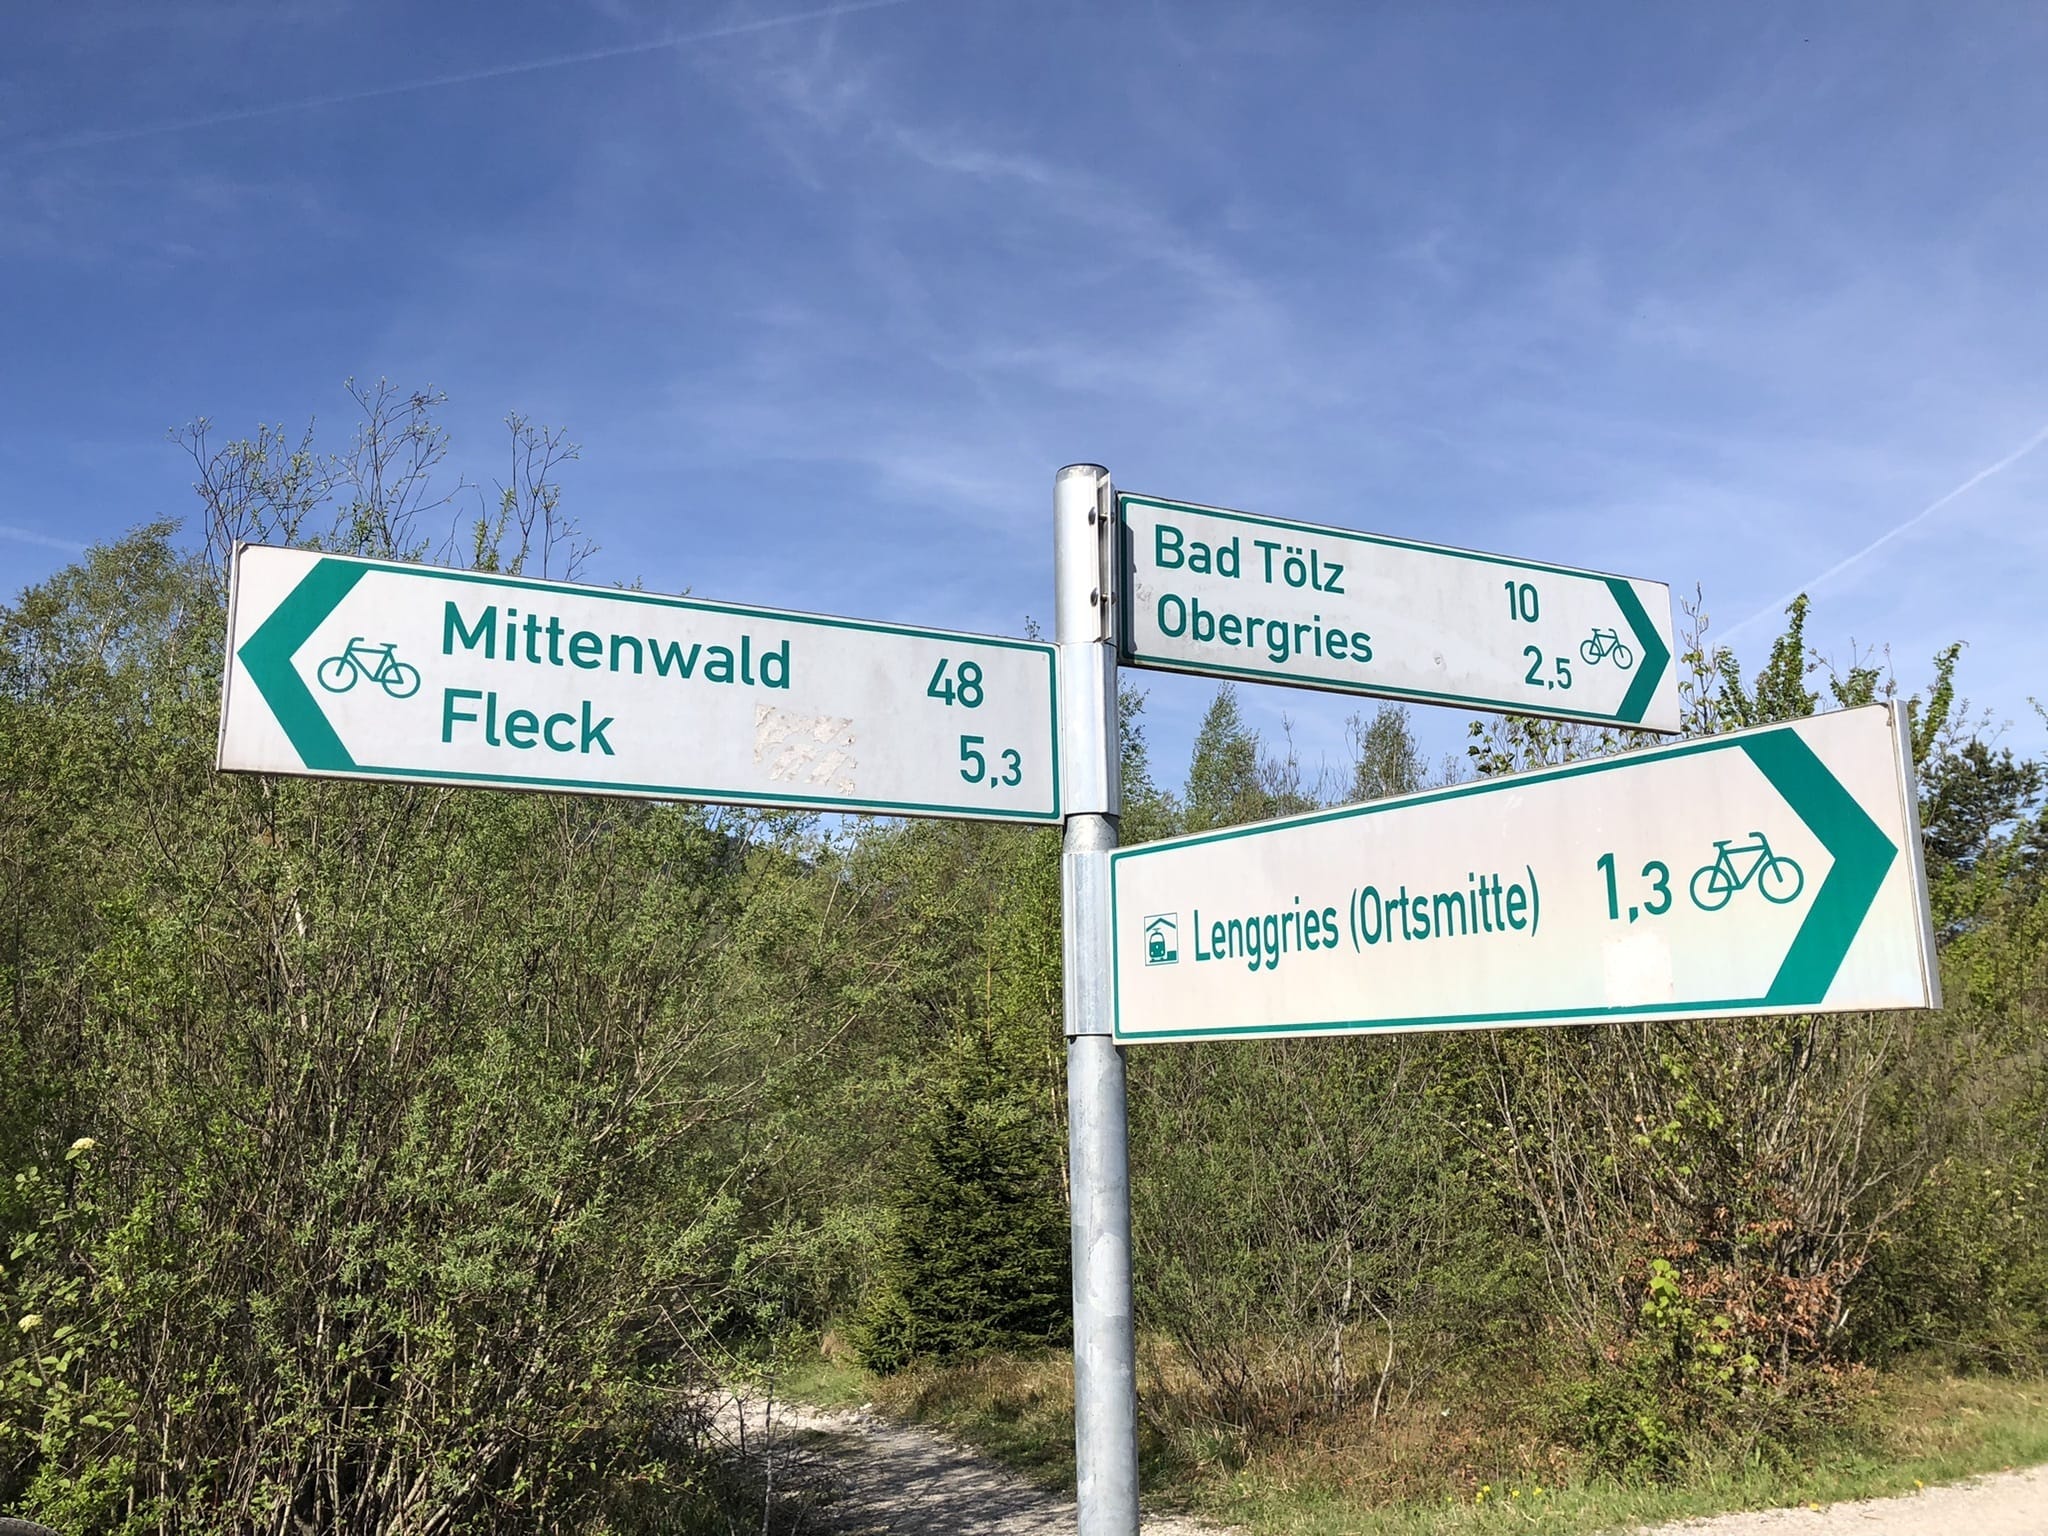 Mittenwald 48
Fleck 5,3
Bad Tölz 10
Obergries 2,5
Lenggries (Ortsmitte) 1,3